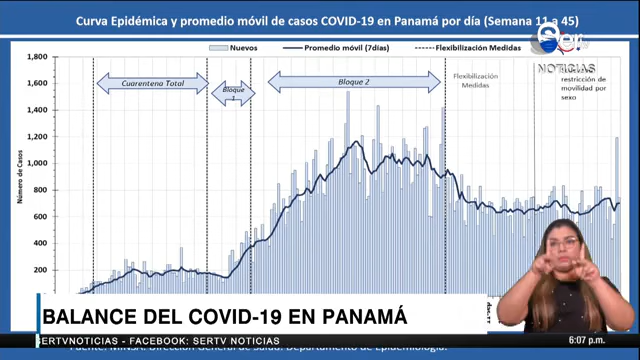 Curva Epidémica y promedio móvil de casos COVID-19 en Panamá por día (Semana 11 a 45)
Sertv
NOTICIAS
Nuevos
Promedio móvil (7días)
Flexibilización Medidas
1,800
1,600
1,400
1,200
1,000
800
600
400
200
Número de Casos
Cuarentena Total
Bloque 1
Bloque 2
Flexibilización
Medidas
restricción de
movilidad por
sexo
BALANCE DEL COVID-19 EN PANAMÁ
SERTVNOTICIAS - FACEBOOK: SERTV NOTICIAS
6:07 p.m.